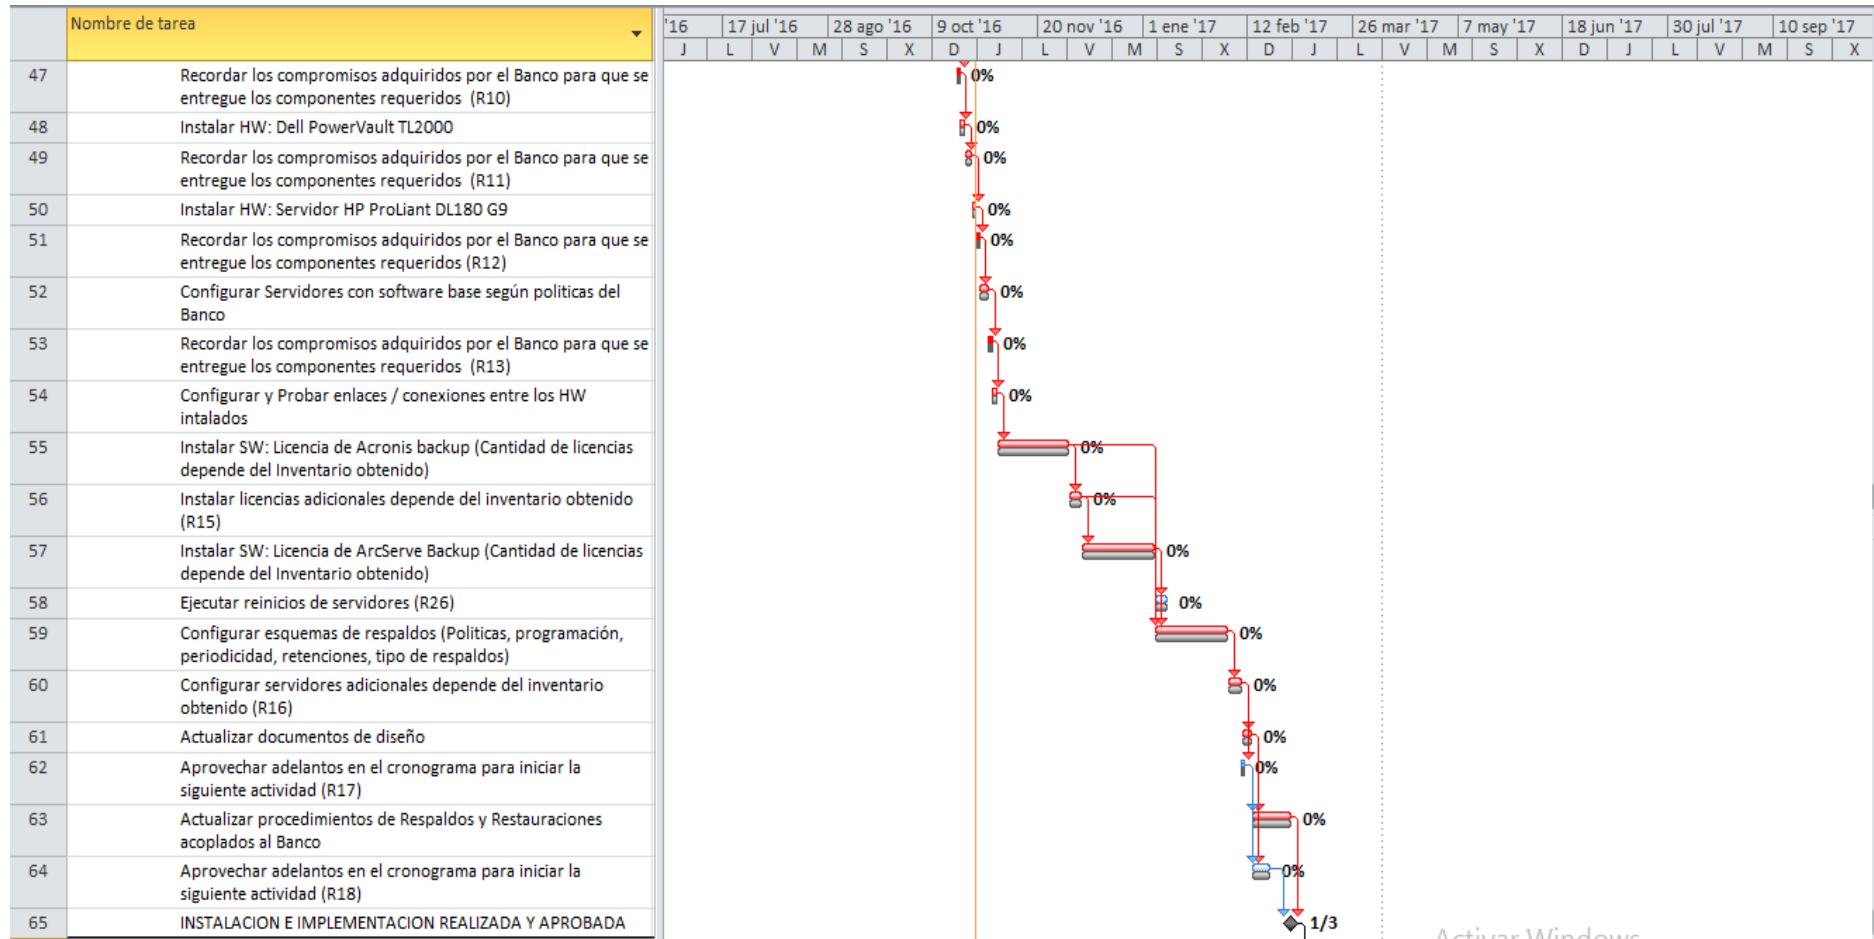 Nombre de tarea
'16 17 jul '16 28 ago '16 9 oct '16 20 nov '16 1 ene '17 12 feb '17 26 mar '17 7 may '17 18 jun '17 30 jul '17 10 sep '17
J L V M S X D J L V M S X D J L V M S X D J L V M S X
47 Recordar los compromisos adquiridos por el Banco para que se 0%
entregue los componentes requeridos (R10)
48 Instalar HW: Dell PowerVault TL2000 0%
49 Recordar los compromisos adquiridos por el Banco para que se 0%
entregue los componentes requeridos (R11)
50 Instalar HW: Servidor HP ProLiant DL180 G9 0%
51 Recordar los compromisos adquiridos por el Banco para que se 0%
entregue los componentes requeridos (R12)
52 Configurar Servidores con software base según politicas del 0%
Banco
53 Recordar los compromisos adquiridos por el Banco para que se 0%
entregue los componentes requeridos (R13)
54 Configurar y Probar enlaces / conexiones entre los HW 0%
intalados
55 Instalar SW: Licencia de Acronis backup (Cantidad de licencias 0%
depende del Inventario obtenido)
56 Instalar licencias adicionales depende del inventario obtenido 0%
(R15)
57 Instalar SW: Licencia de ArcServe Backup (Cantidad de licencias 0%
depende del Inventario obtenido)
58 Ejecutar reinicios de servidores (R26) 0%
59 Configurar esquemas de respaldos (Politicas, programación, 0%
periodicidad, retenciones, tipo de respaldos)
60 Configurar servidores adicionales depende del inventario 0%
obtenido (R16)
61 Actualizar documentos de diseño 0%
62 Aprovechar adelantos en el cronograma para iniciar la 0%
siguiente actividad (R17)
63 Actualizar procedimientos de Respaldos y Restauraciones 0%
acoplados al Banco
64 Aprovechar adelantos en el cronograma para iniciar la 0%
siguiente actividad (R18)
65 INSTALACION E IMPLEMENTACION REALIZADA Y APROBADA 1/3
Activar Windows